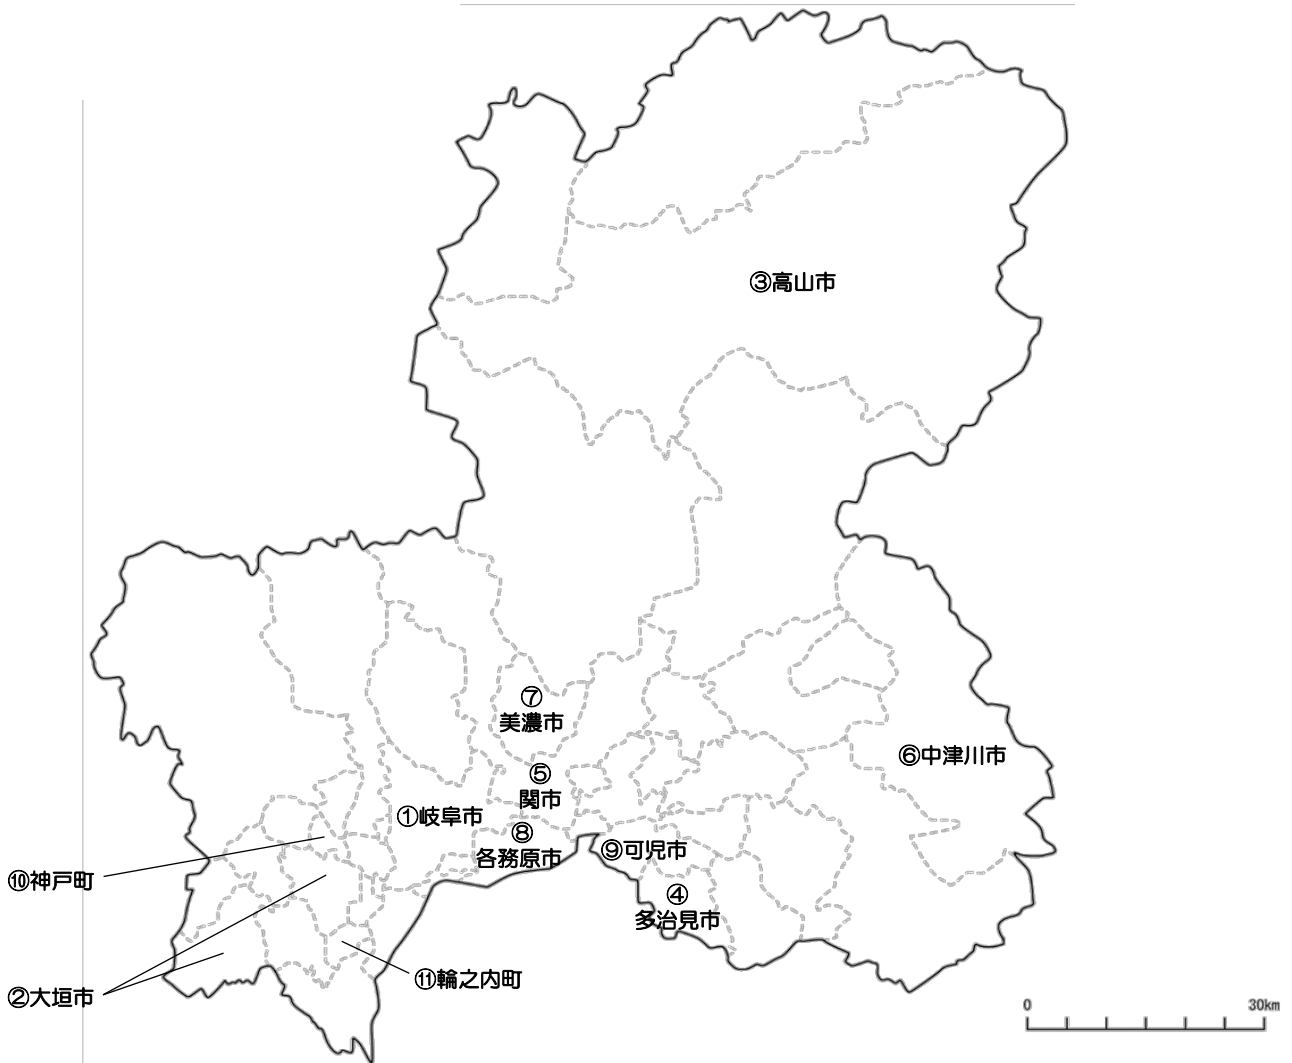 ③高山市
⑦
美濃市
⑥中津川市
⑤
関市
①岐阜市
⑧
各務原市
⑨可児市
⑩神戸町
④
多治見市
⑪輪之内町
②大垣市
0 30km